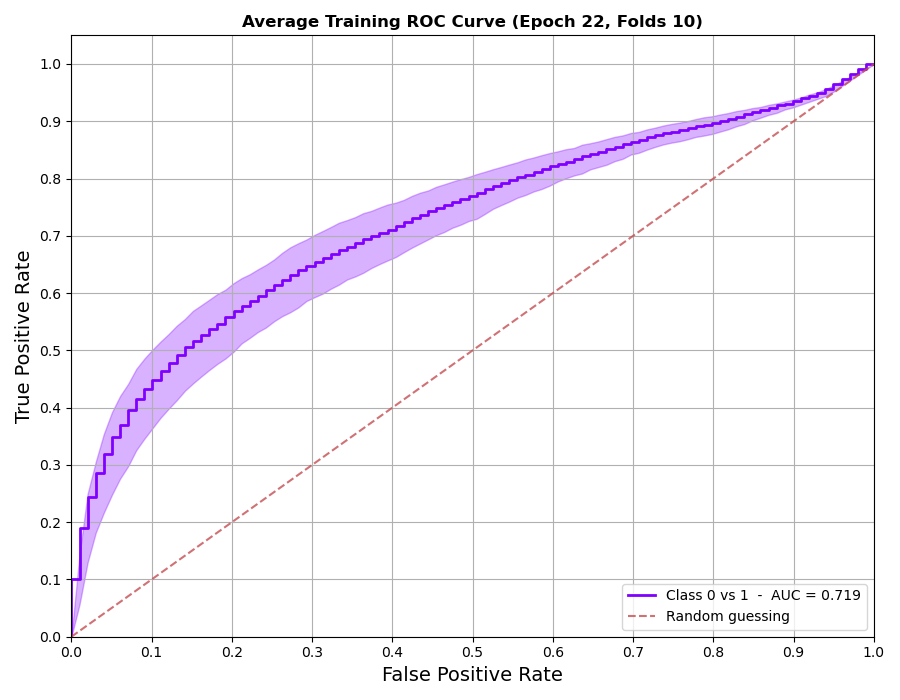 Average Training ROC Curve (Epoch 22, Folds 10)
True Positive Rate
1.0
0.9
0.8
0.7
0.6
0.5
0.4
0.3
0.2
0.1
0.0
Class 0 vs 1 - AUC = 0.719
Random guessing
0.0 0.1 0.2 0.3 0.4 0.5 0.6 0.7 0.8 0.9 1.0
False Positive Rate